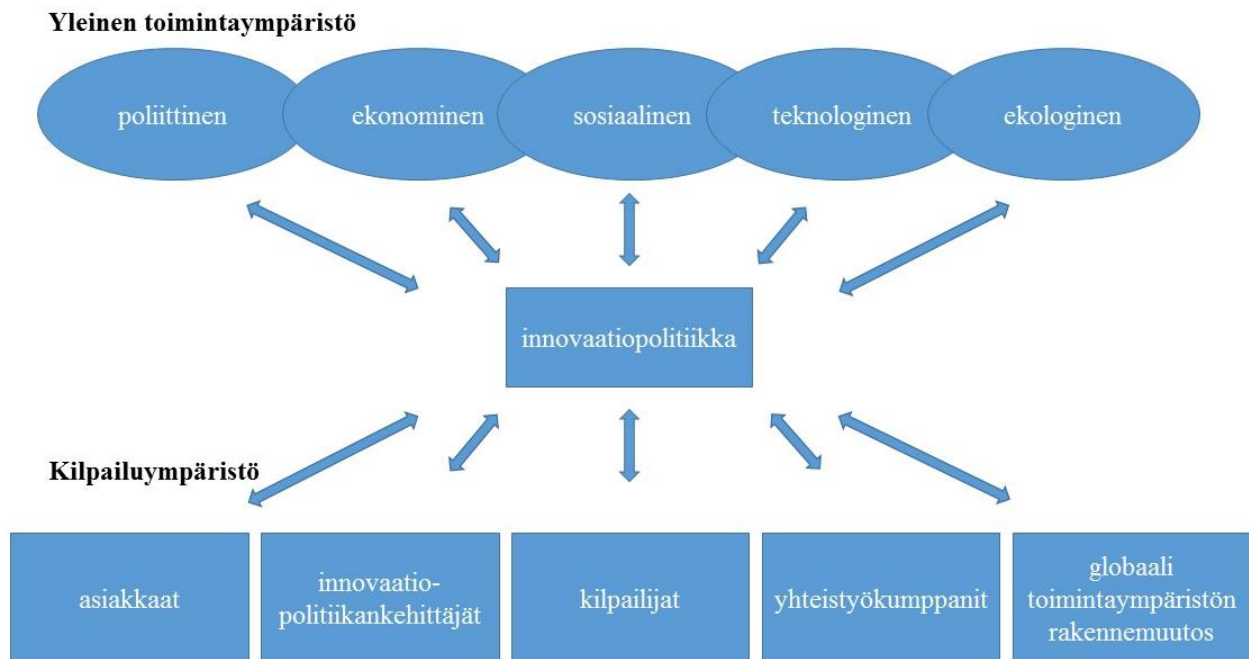 Yleinen toimintaympäristö
poliittinen
ekonominen
sosiaalinen
teknologinen
ekologinen
innovaatiopolitiikka
Kilpailuympäristö
asiakkaat
innovaatio-
politiikankehittäjät
kilpailijat
yhteistyökumppanit
globaali
toimintaympäristön
rakennemuutos